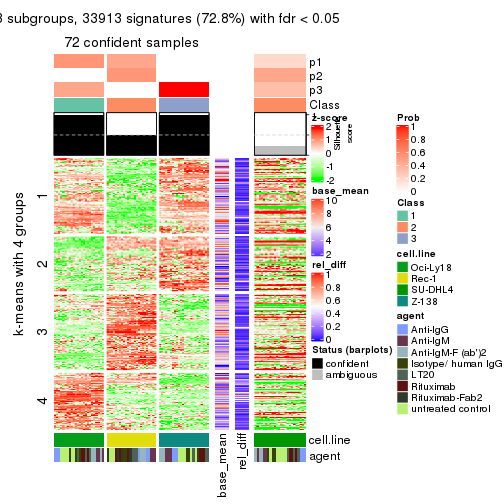 3 subgroups, 33913 signatures (72.8%) with fdr < 0.05
72 confident samples
p1
p2
p3
Class
z-score
2
1
0
-1
-2
Silhouette
score
1
0.5
0
k-means with 4 groups
1
2
3
4
base_mean
10
8
6
4
2
rel_diff
1
0.8
0.6
0.4
0.2
0
Status (barplots)
confident
ambiguous
cell.line
agent
base_mean
rel_diff
Prob
1
0.8
0.6
0.4
0.2
0
Class
1
2
3
cell.line
Oci-Ly18
Rec-1
SU-DHL4
Z-138
agent
Anti-IgG
Anti-IgM
Anti-IgM-F (ab')2
Isotype/ human IgG
LT20
Rituximab
Rituximab-Fab2
untreated control